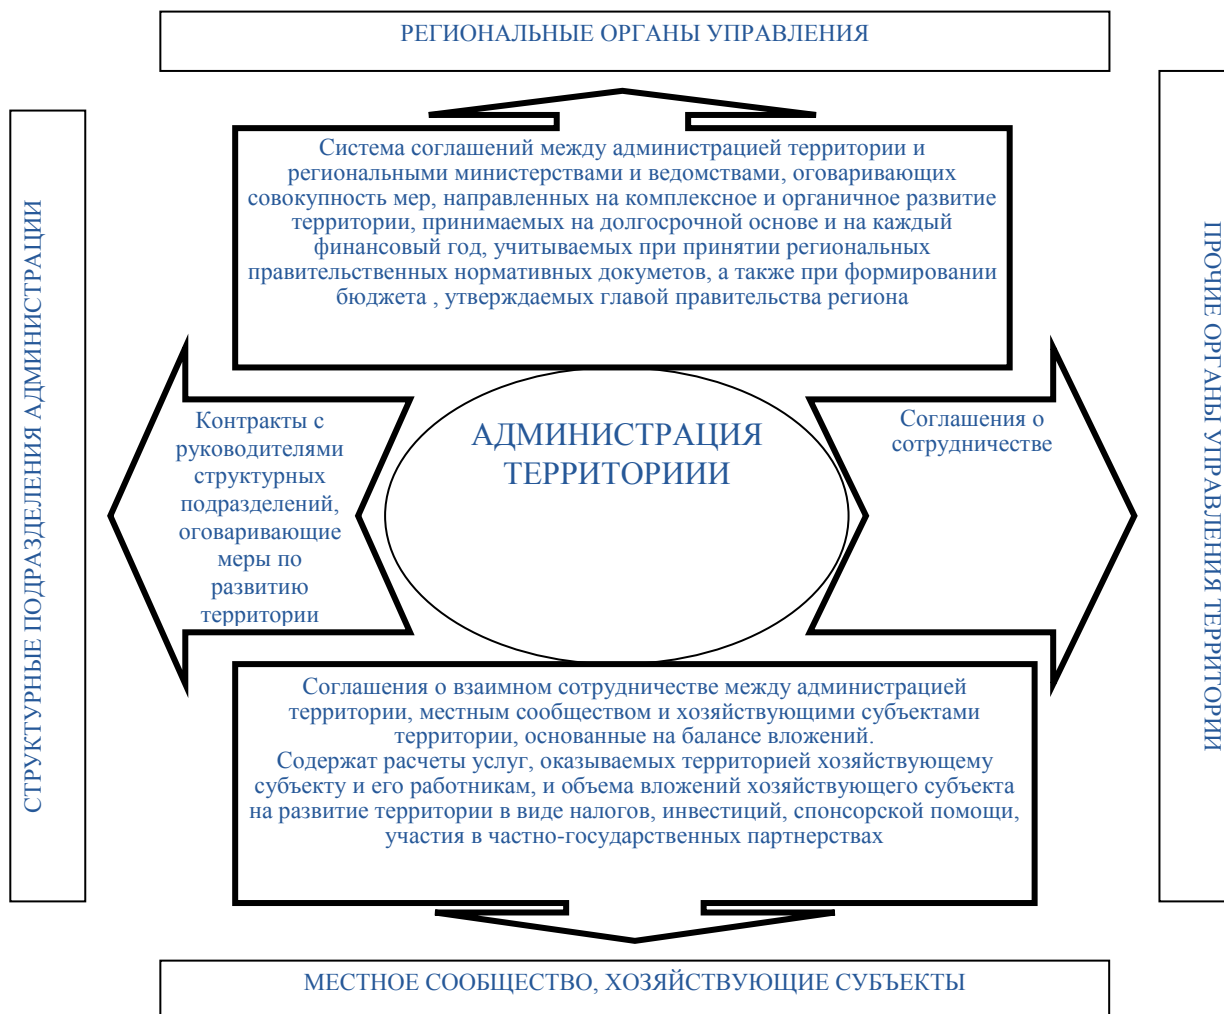 РЕГИОНАЛЬНЫЕ ОРГАНЫ УПРАВЛЕНИЯ
Система соглашений между администрацией территории и
региональными министерствами и ведомствами, оговаривающих
совокупность мер, направленных на комплексное и органичное развитие
территории, принимаемых на долгосрочной основе и на каждый
финансовый год, учитываемых при принятии региональных
правительственных нормативных докуметов, а также при формировании
бюджета , утверждаемых главой правительства региона
СТРУКТУРНЫЕ ПОДРАЗДЕЛЕНИЯ АДМИНИСТРАЦИИ
Контракты с
руководителями
структурных
подразделений,
оговаривающие
меры по
развитию
территории
АДМИНИСТРАЦИЯ
ТЕРРИТОРИИИ
Соглашения о
сотрудничестве
ПРОЧИЕ ОРГАНЫ УПРАВЛЕНИЯ ТЕРРИТОРИИ
Соглашения о взаимном сотрудничестве между администрацией
территории, местным сообществом и хозяйствующими субъектами
территории, основанные на балансе вложений.
Содержат расчеты услуг, оказываемых территорией хозяйствующему
субъекту и его работникам, и объема вложений хозяйствующего субъекта
на развитие территории в виде налогов, инвестиций, спонсорской помощи,
участия в частно-государственных партнерствах
МЕСТНОЕ СООБЩЕСТВО, ХОЗЯЙСТВУЮЩИЕ СУБЪЕКТЫ